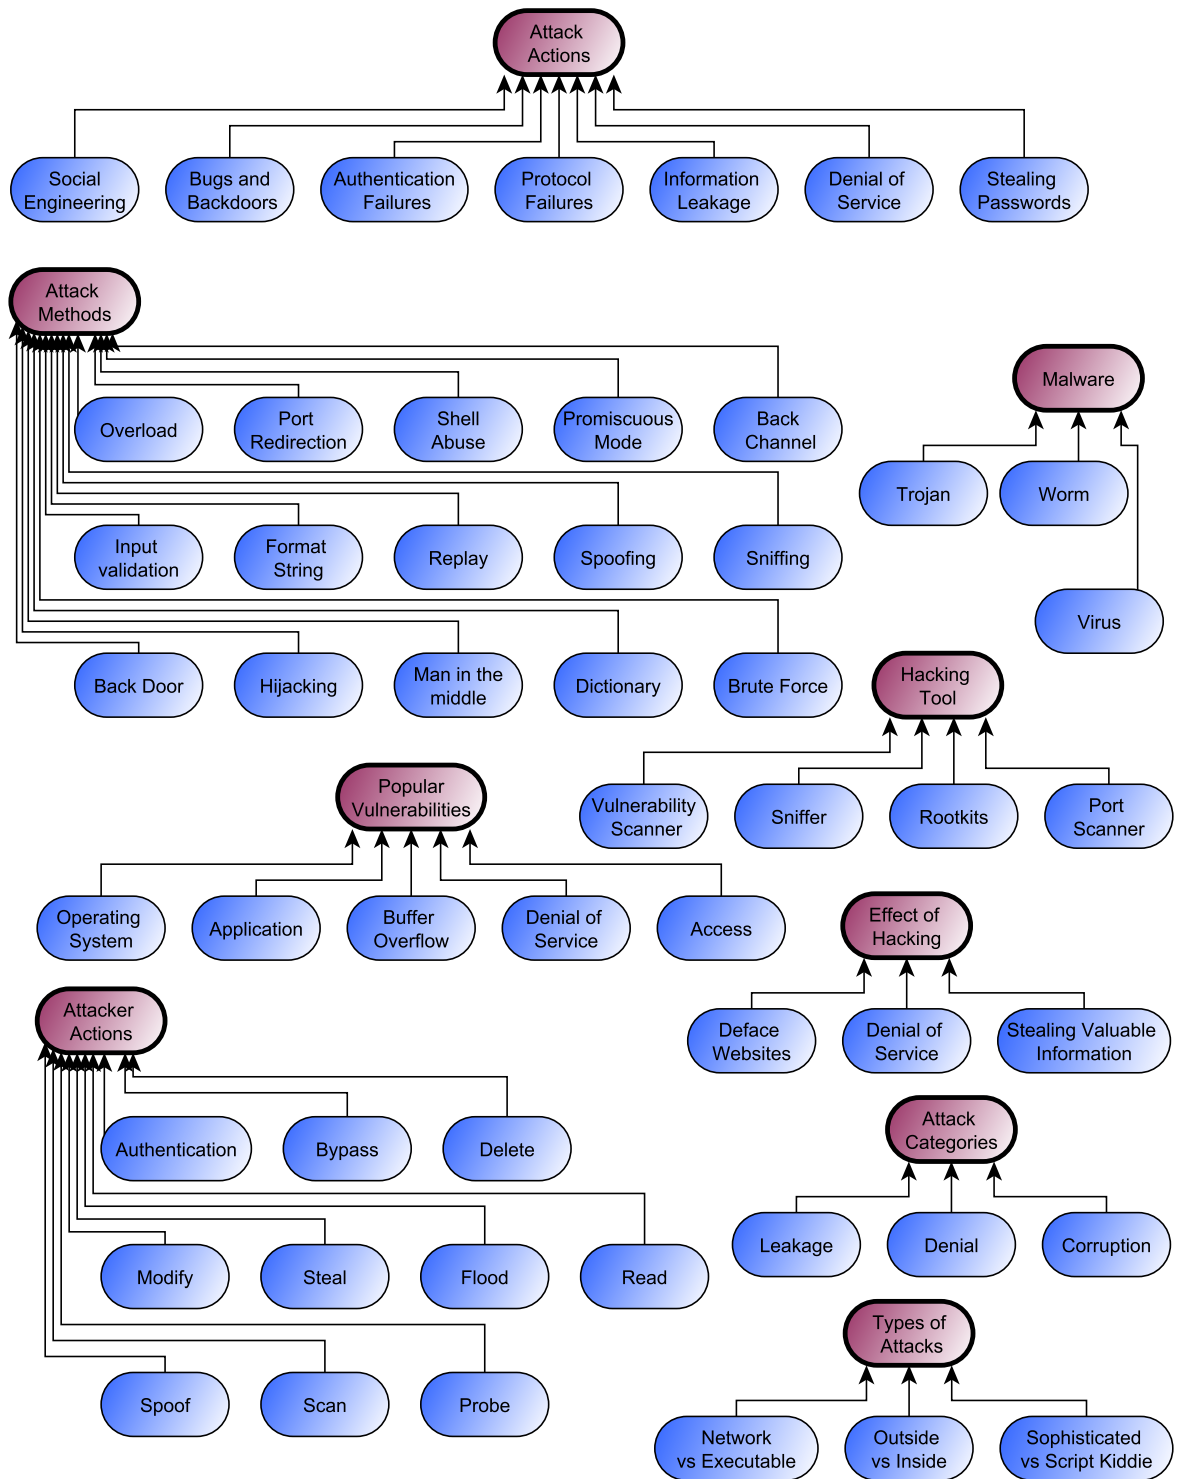 Attack
Actions
Social
Engineering
Bugs and
Backdoors
Authentication
Failures
Protocol
Failures
Information
Leakage
Denial of
Service
Stealing
Passwords
Attack
Methods
Overload
Port
Redirection
Shell
Abuse
Promiscuous
Mode
Back
Channel
Input
validation
Format
String
Replay
Spoofing
Sniffing
Back Door
Hijacking
Man in the
middle
Dictionary
Brute Force
Malware
Trojan
Worm
Virus
Hacking
Tool
Vulnerability
Scanner
Sniffer
Rootkits
Port
Scanner
Popular
Vulnerabilities
Operating
System
Application
Buffer
Overflow
Denial of
Service
Access
Effect of
Hacking
Deface
Websites
Denial of
Service
Stealing Valuable
Information
Attacker
Actions
Authentication
Bypass
Delete
Modify
Steal
Flood
Read
Spoof
Scan
Probe
Attack
Categories
Leakage
Denial
Corruption
Types of
Attacks
Network
vs Executable
Outside
vs Inside
Sophisticated
vs Script Kiddie